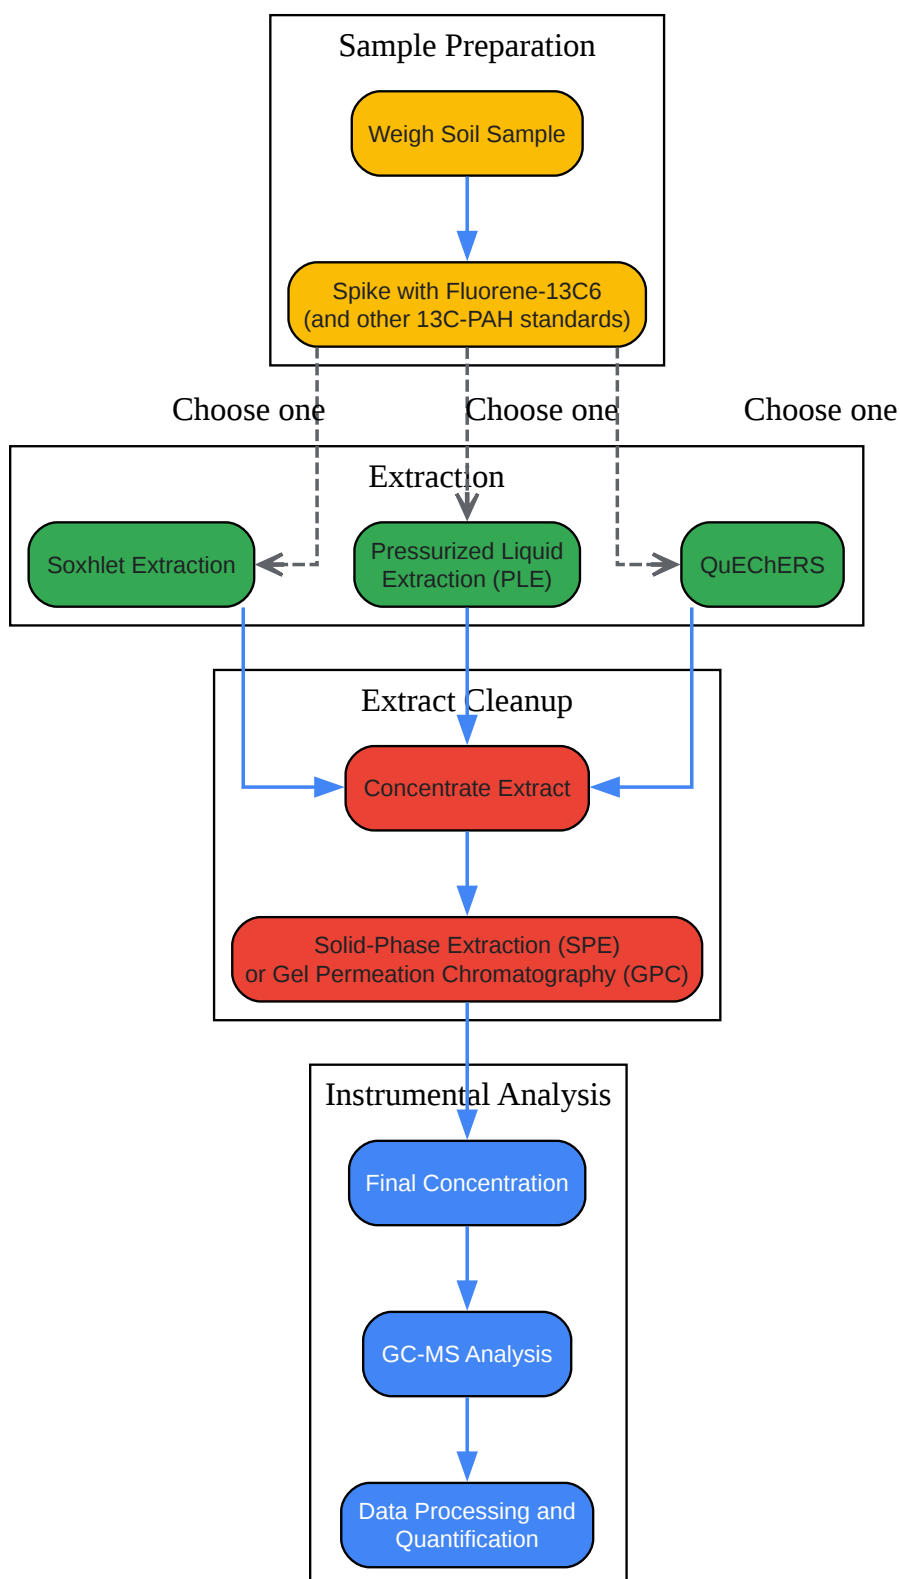 Sample Preparation
Weigh Soil Sample
Spike with Fluorene-13C6
(and other 13C-PAH standards)
Choose one
Choose one
Choose one
Extraction
Soxhlet Extraction
Pressurized Liquid
Extraction (PLE)
QuEChERS
Extract Cleanup
Concentrate Extract
Solid-Phase Extraction (SPE)
or Gel Permeation Chromatography (GPC)
Instrumental Analysis
Final Concentration
GC-MS Analysis
Data Processing and
Quantification